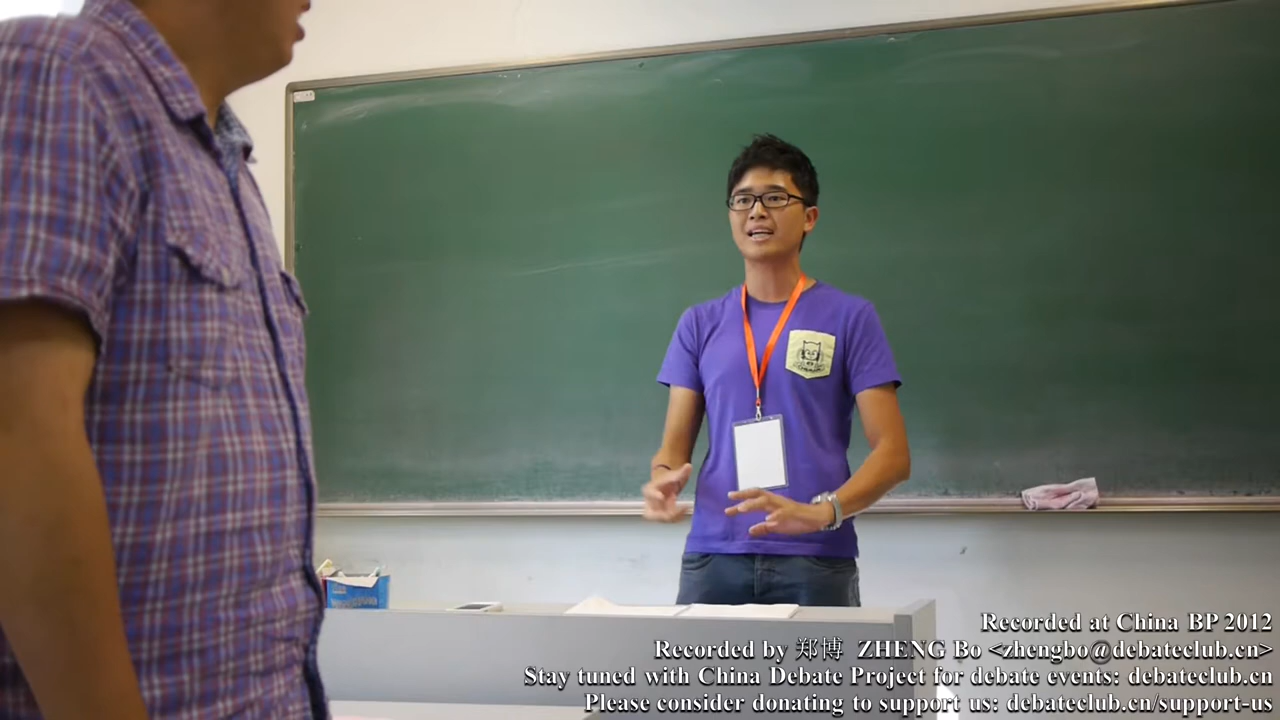 Recorded at China BP 2012
Recorded by 郑博 ZHENG Bo <zhengbo@debateclub.cn>
Stay tuned with China Debate Project for debate events: debateclub.cn
Please consider donating to support us: debateclub.cn/support-us